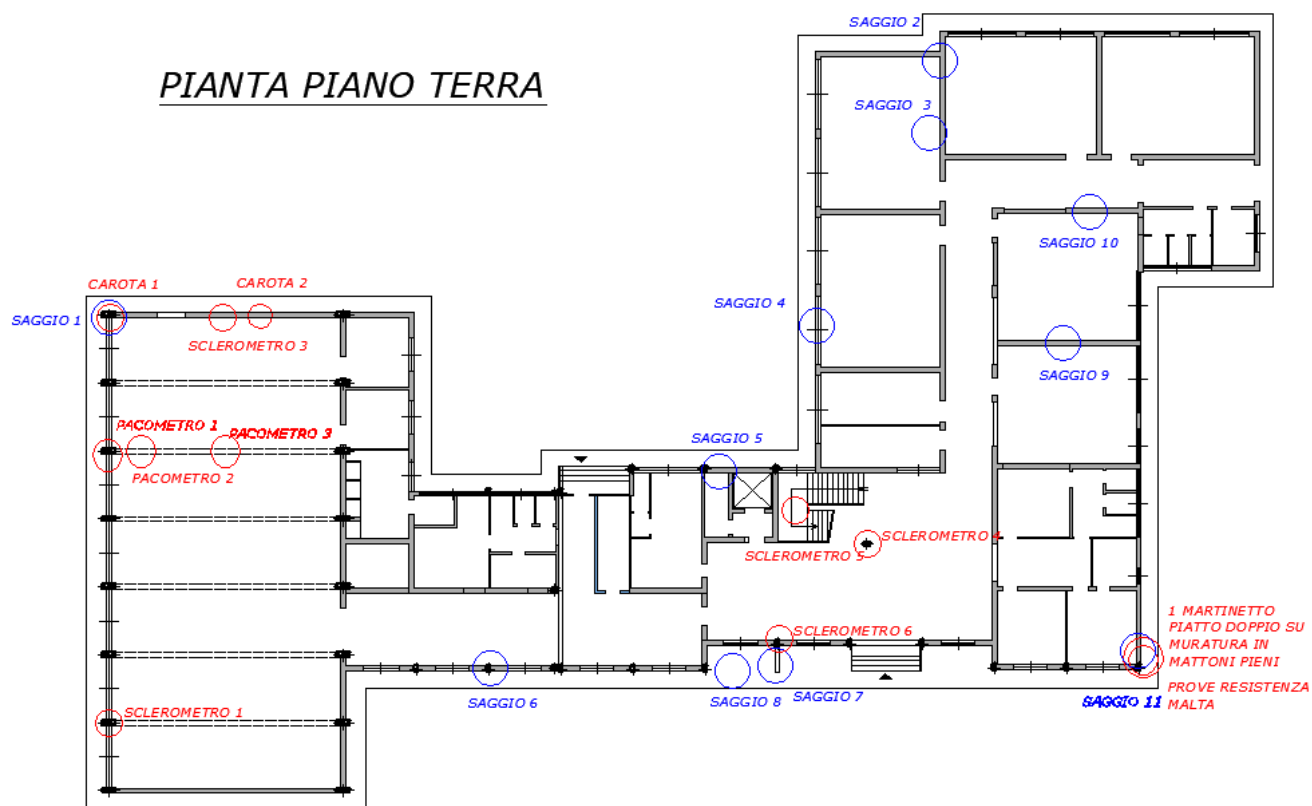 SAGGIO 2
PIANTA PIANO TERRA
SAGGIO 3
SAGGIO 10
CAROTA 1
CAROTA 2
SAGGIO 1
SAGGIO 4
SCLEROMETRO 3
SAGGIO 9
PACOMETRO 1
PACOMETRO 3
SAGGIO 5
PACOMETRO 2
SCLEROMETRO 4
SCLEROMETRO 5
1 MARTINETTO
PIATTO DOPPIO SU
MURATURA IN
MATTONI PIENI
SCLEROMETRO 6
PROVE RESISTENZA
MALTA
SAGGIO 6
SAGGIO 8
SAGGIO 7
SAGGIO 11
SCLEROMETRO 1